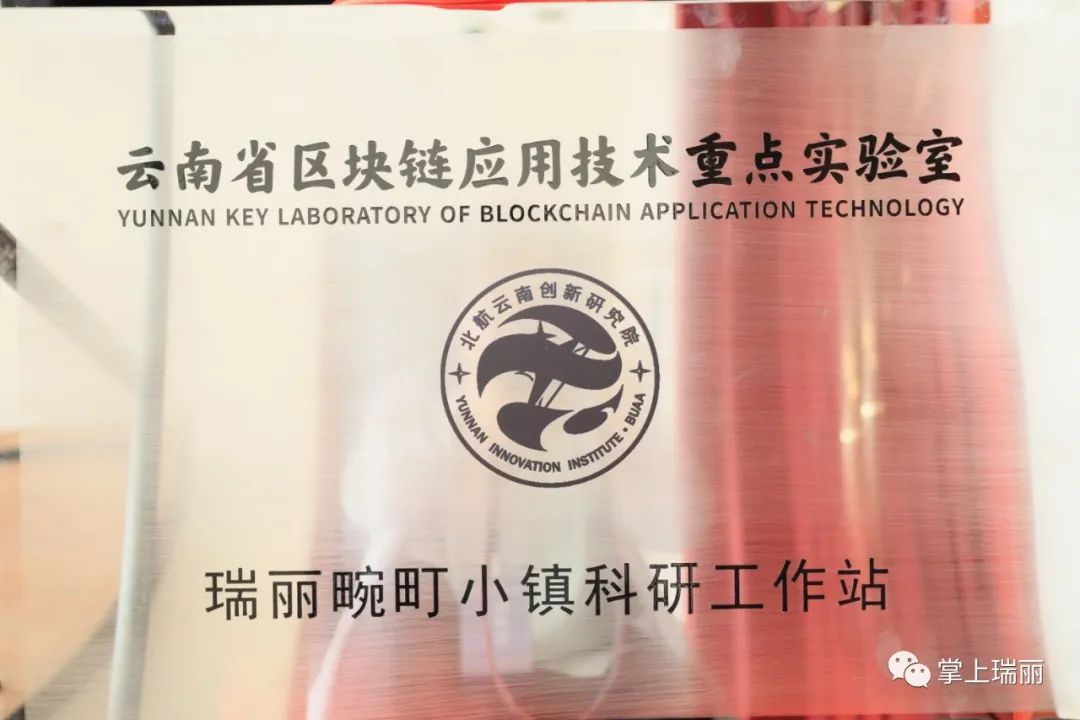 云南省区块链应用技术重点实验室
YUNNAN KEY LABORATORY OF BLOCKCHAIN APPLICATION TECHNOLOGY
北航云南创新研究院
YUNNAN INNOVATION INSTITUTE·BUAA
瑞丽畹町小镇科研工作站
掌上瑞丽